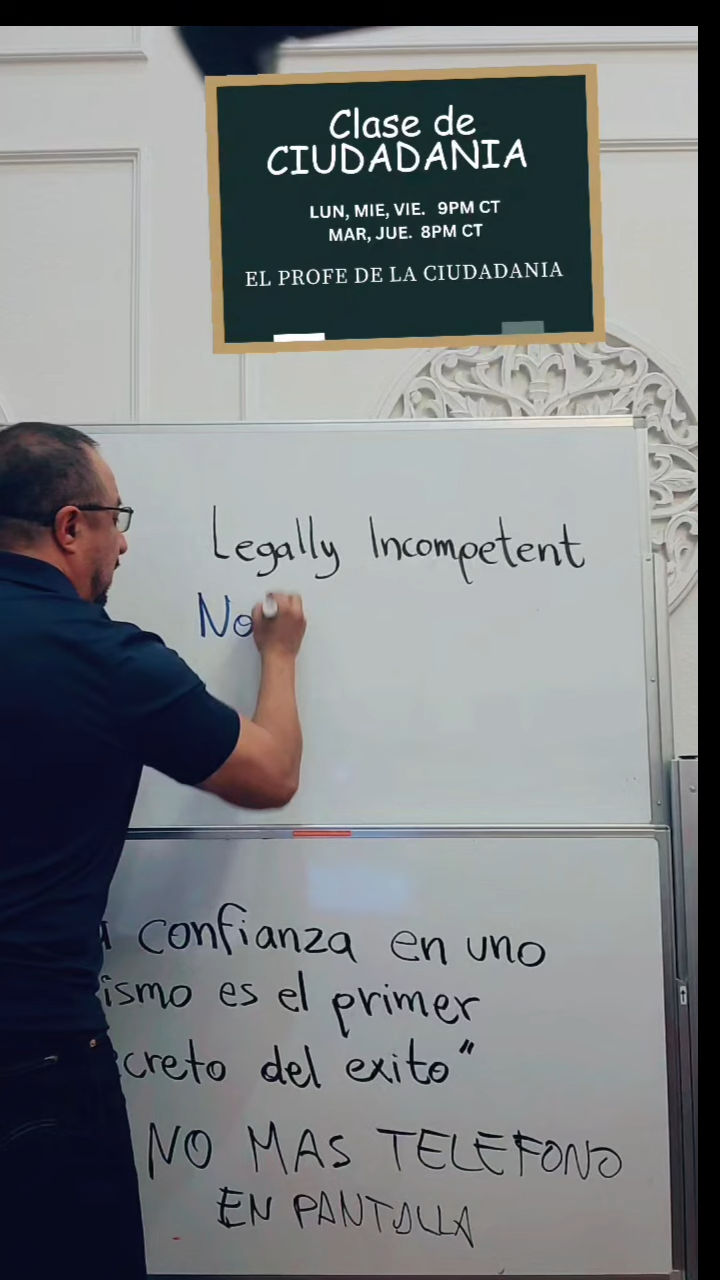 Clase de
CIUDADANIA
LUN, MIE, VIE. 9PM CT
MAR, JUE. 8PM CT
EL PROFE DE LA CIUDADANIA
Legally Incompetent
No
confianza en uno
ismo es el primer
creto del exito"
NO MAS TELEFONO
EN PANTALLA